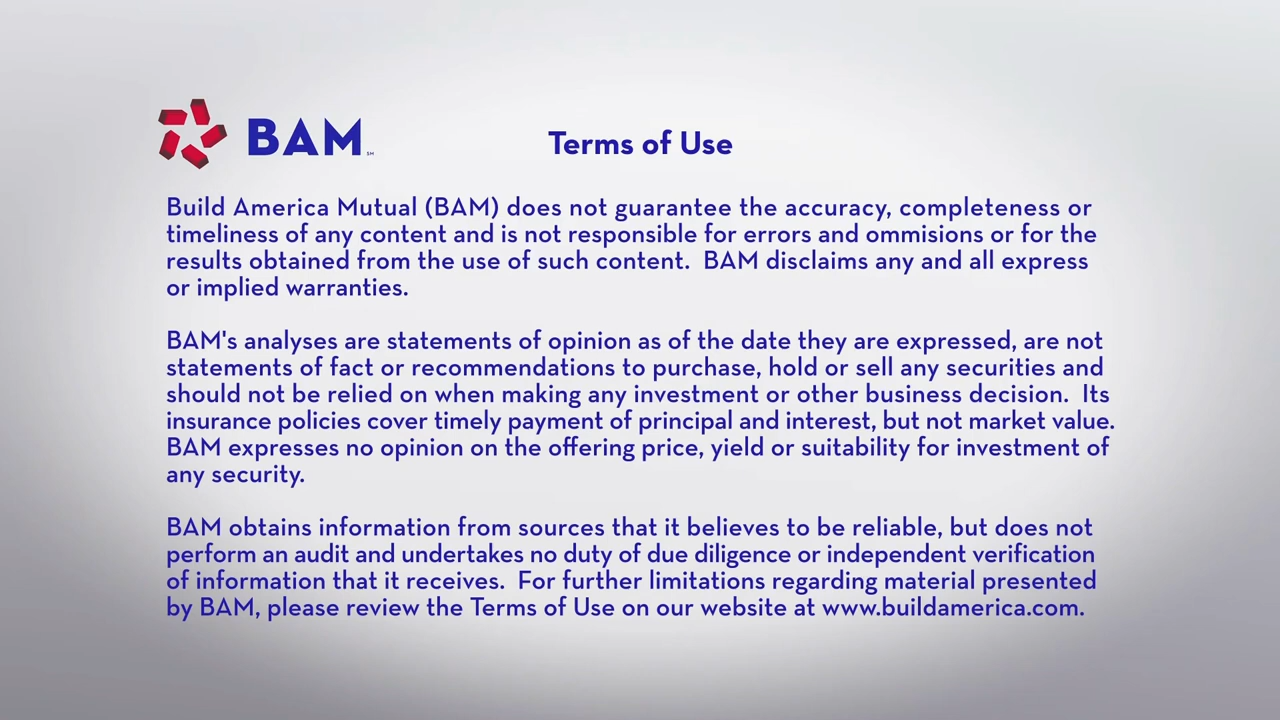 BAM
SM
Terms of Use
Build America Mutual (BAM) does not guarantee the accuracy, completeness or
timeliness of any content and is not responsible for errors and ommisions or for the
results obtained from the use of such content.  BAM disclaims any and all express
or implied warranties.
BAM's analyses are statements of opinion as of the date they are expressed, are not
statements of fact or recommendations to purchase, hold or sell any securities and
should not be relied on when making any investment or other business decision.  Its
insurance policies cover timely payment of principal and interest, but not market value.
BAM expresses no opinion on the offering price, yield or suitability for investment of
any security.
BAM obtains information from sources that it believes to be reliable, but does not
perform an audit and undertakes no duty of due diligence or independent verification
of information that it receives.  For further limitations regarding material presented
by BAM, please review the Terms of Use on our website at www.buildamerica.com.